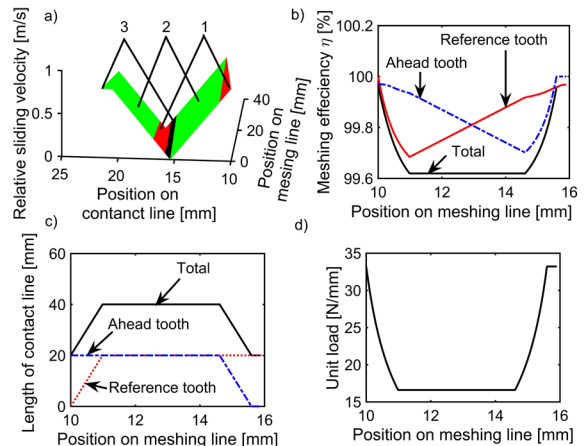 a)
3
2
1
Relative sliding velocity [m/s]
1
0.5
0
25
20
15
10
Position on
contanct line [mm]
40
20
0
Position on
mesing line [mm]
b)
Meshing effeciency η [%]
100
99.8
99.6
Reference tooth
Ahead tooth
Total
10
12
14
16
Position on meshing line [mm]
c)
Length of contact line [mm]
60
40
20
0
Total
Ahead tooth
Reference tooth
10
12
14
16
Position on meshing line [mm]
d)
Unit load [N/mm]
35
30
25
20
15
10
12
14
16
Position on meshing line [mm]